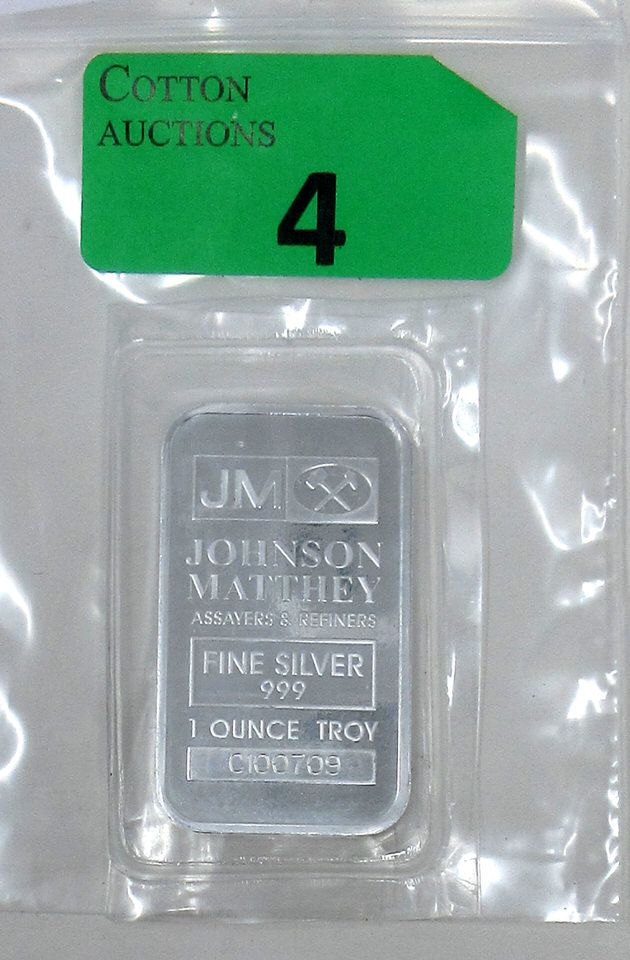 COTTON
AUCTIONS
4
JM
JOHNSON
MATTHEY
ASSAYERS & REFINERS
FINE SILVER
999
1 OUNCE TROY
C100709